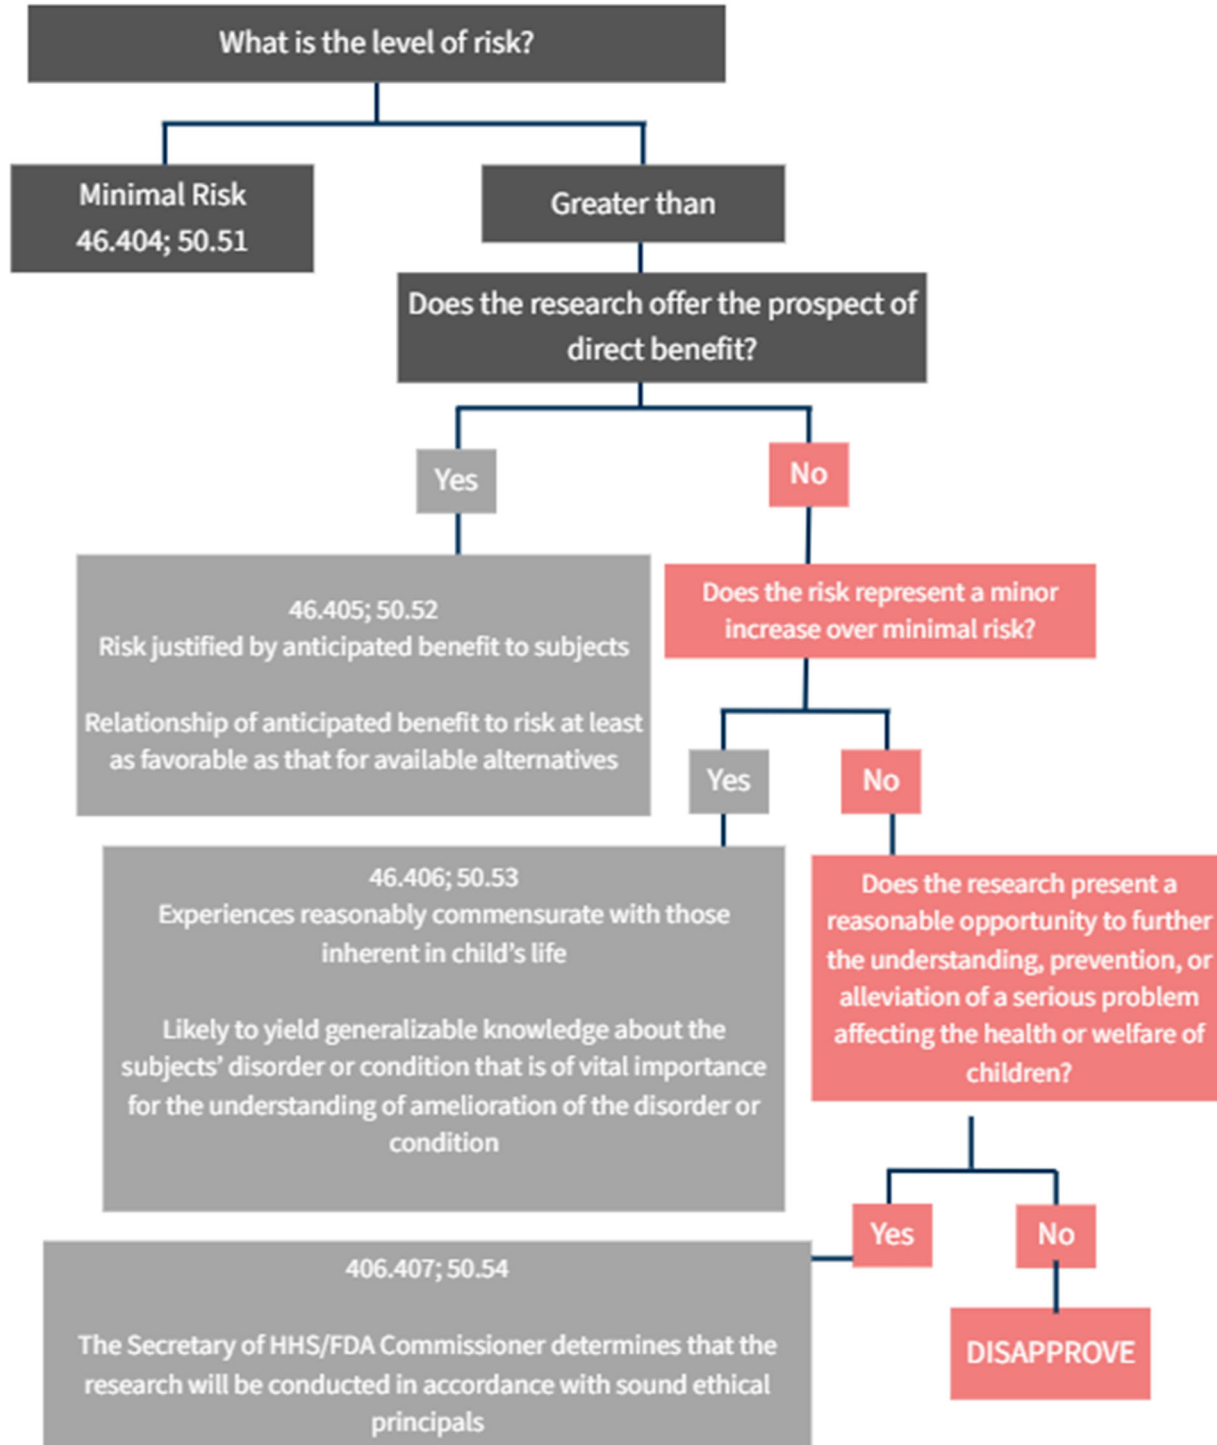 What is the level of risk?
Minimal Risk
46.404; 50.51
Greater than
Does the research offer the prospect of
direct benefit?
Yes
No
46.405; 50.52
Risk justified by anticipated benefit to subjects
Relationship of anticipated benefit to risk at least
as favorable as that for available alternatives
Does the risk represent a minor
increase over minimal risk?
Yes
No
46.406; 50.53
Experiences reasonably commensurate with those
inherent in child's life
Likely to yield generalizable knowledge about the
subjects' disorder or condition that is of vital importance
for the understanding of amelioration of the disorder or
condition
Does the research present a
reasonable opportunity to further
the understanding, prevention, or
alleviation of a serious problem
affecting the health or welfare of
children?
Yes
No
406.407; 50.54
The Secretary of HHS/FDA Commissioner determines that the
research will be conducted in accordance with sound ethical
principals
DISAPPROVE